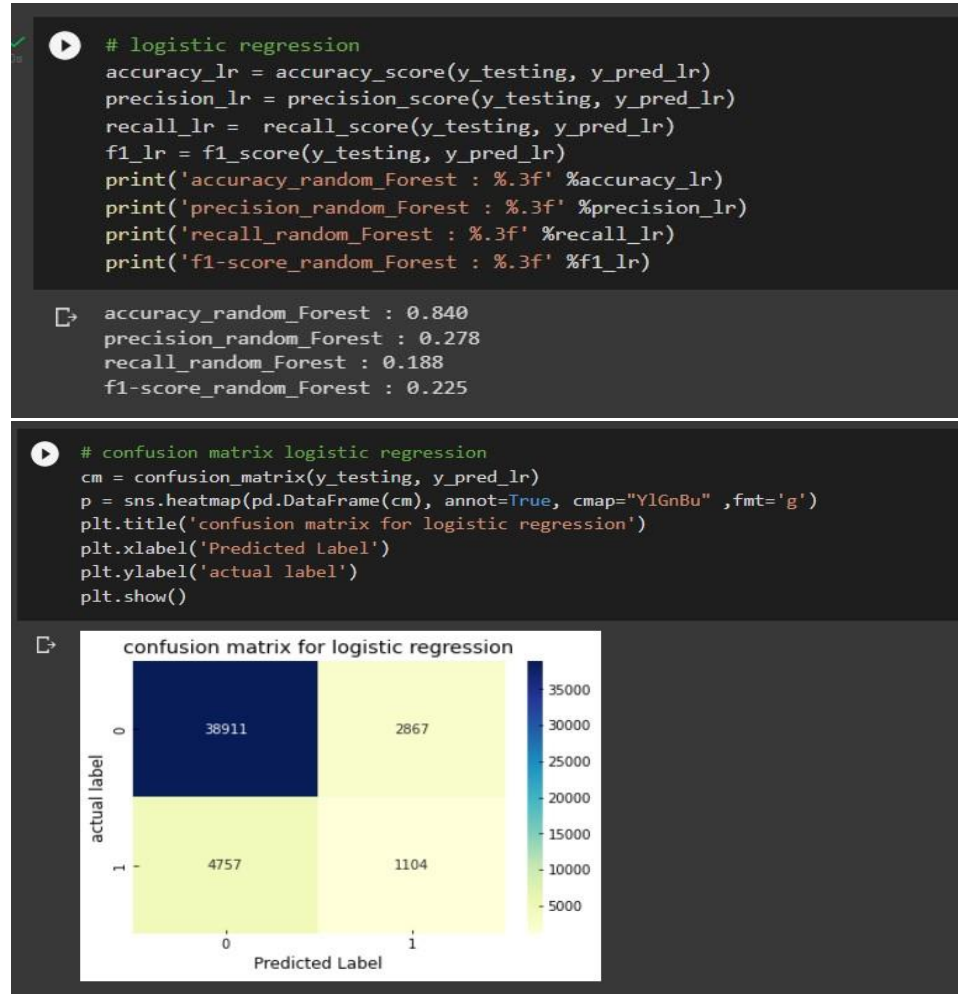 # logistic regression
accuracy_lr = accuracy_score(y_testing, y_pred_lr)
precision_lr = precision_score(y_testing, y_pred_lr)
recall_lr =  recall_score(y_testing, y_pred_lr)
f1_lr = f1_score(y_testing, y_pred_lr)
print('accuracy_random_Forest : %.3f' %accuracy_lr)
print('precision_random_Forest : %.3f' %precision_lr)
print('recall_random_Forest : %.3f' %recall_lr)
print('f1-score_random_Forest : %.3f' %f1_lr)
accuracy_random_Forest : 0.840
precision_random_Forest : 0.278
recall_random_Forest : 0.188
f1-score_random_Forest : 0.225
# confusion matrix logistic regression
cm = confusion_matrix(y_testing, y_pred_lr)
p = sns.heatmap(pd.DataFrame(cm), annot=True, cmap="YlGnBu" ,fmt='g')
plt.title('confusion matrix for logistic regression')
plt.xlabel('Predicted Label')
plt.ylabel('actual label')
plt.show()
confusion matrix for logistic regression
actual label
0
38911
2867
1
4757
1104
0
1
Predicted Label
35000
30000
25000
20000
15000
10000
5000